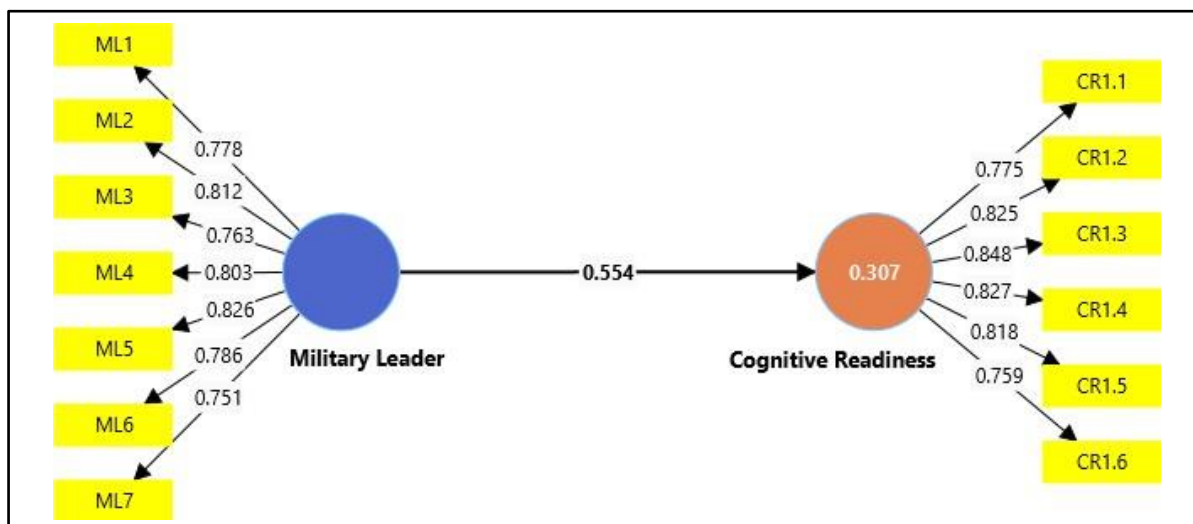 ML1
ML2
ML3
ML4
ML5
ML6
ML7
0.778
0.812
0.763
0.803
0.826
0.786
0.751
Military Leader
0.554
0.307
Cognitive Readiness
0.775
0.825
0.848
0.827
0.818
0.759
CR1.1
CR1.2
CR1.3
CR1.4
CR1.5
CR1.6